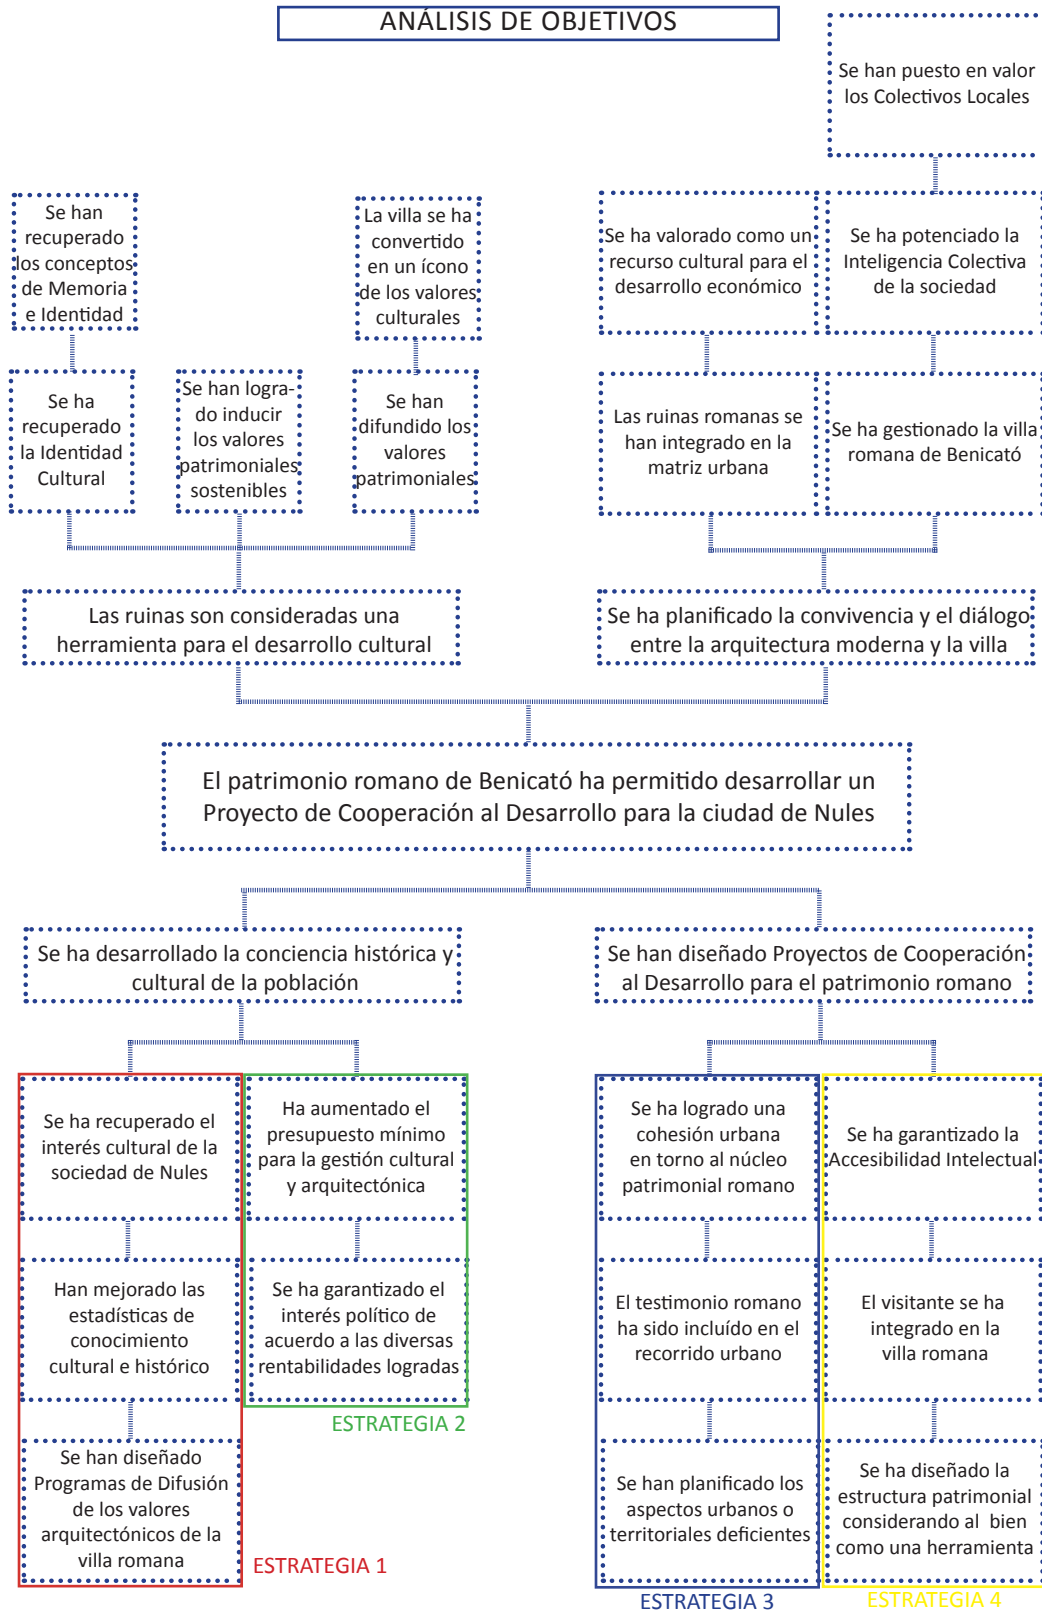 ANÁLISIS DE OBJETIVOS
Se han puesto en valor
los Colectivos Locales
Se han
recuperado
los conceptos
de Memoria
e Identidad
La villa se ha
convertido
en un ícono
de los valores
culturales
Se ha valorado como un
recurso cultural para el
desarrollo económico
Se ha potenciado la
Inteligencia Colectiva
de la sociedad
Se ha
recuperado
la Identidad
Cultural
Se han logra-
do inducir
los valores
patrimoniales
sostenibles
Se han
difundido los
valores
patrimoniales
Las ruinas romanas se
han integrado en la
matriz urbana
Se ha gestionado la villa
romana de Benicató
Las ruinas son consideradas una
herramienta para el desarrollo cultural
Se ha planificado la convivencia y el diálogo
entre la arquitectura moderna y la villa
El patrimonio romano de Benicató ha permitido desarrollar un
Proyecto de Cooperación al Desarrollo para la ciudad de Nules
Se ha desarrollado la conciencia histórica y
cultural de la población
Se han diseñado Proyectos de Cooperación
al Desarrollo para el patrimonio romano
Se ha recuperado el
interés cultural de la
sociedad de Nules
Ha aumentado el
presupuesto mínimo
para la gestión cultural
y arquitectónica
Se ha logrado una
cohesión urbana
en torno al núcleo
patrimonial romano
Se ha garantizado la
Accesibilidad Intelectual
Han mejorado las
estadísticas de
conocimiento
cultural e histórico
Se ha garantizado el
interés político de
acuerdo a las diversas
rentabilidades logradas
El testimonio romano
ha sido incluído en el
recorrido urbano
El visitante se ha
integrado en la
villa romana
ESTRATEGIA 2
Se han diseñado
Programas de Difusión
de los valores
arquitectónicos de la
villa romana
Se han planificado los
aspectos urbanos o
territoriales deficientes
Se ha diseñado la
estructura patrimonial
considerando al bien
como una herramienta
ESTRATEGIA 1
ESTRATEGIA 3
ESTRATEGIA 4